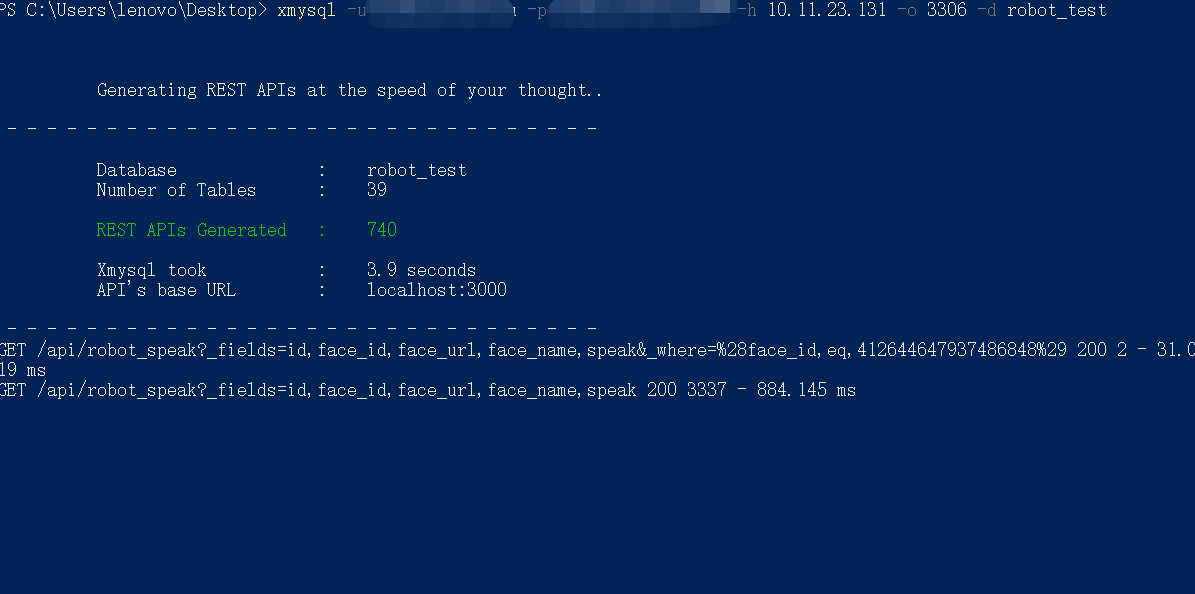 PS C:\Users\lenovo\Desktop> xmysql -u -p -h 10.11.23.131 -o 3306 -d robot_test
Generating REST APIs at the speed of your thought..
- - - - - - - - - - - - - - - - - - - - - - - - - - - - - -
Database : robot_test
Number of Tables : 39
REST APIs Generated : 740
Xmysql took : 3.9 seconds
API's base URL : localhost:3000
- - - - - - - - - - - - - - - - - - - - - - - - - - - - - -
GET /api/robot_speak?_fields=id,face_id,face_url,face_name,speak&_where=%28face_id,eq,412644647937486848%29 200 2 - 31.0
19 ms
GET /api/robot_speak?_fields=id,face_id,face_url,face_name,speak 200 3337 - 884.145 ms